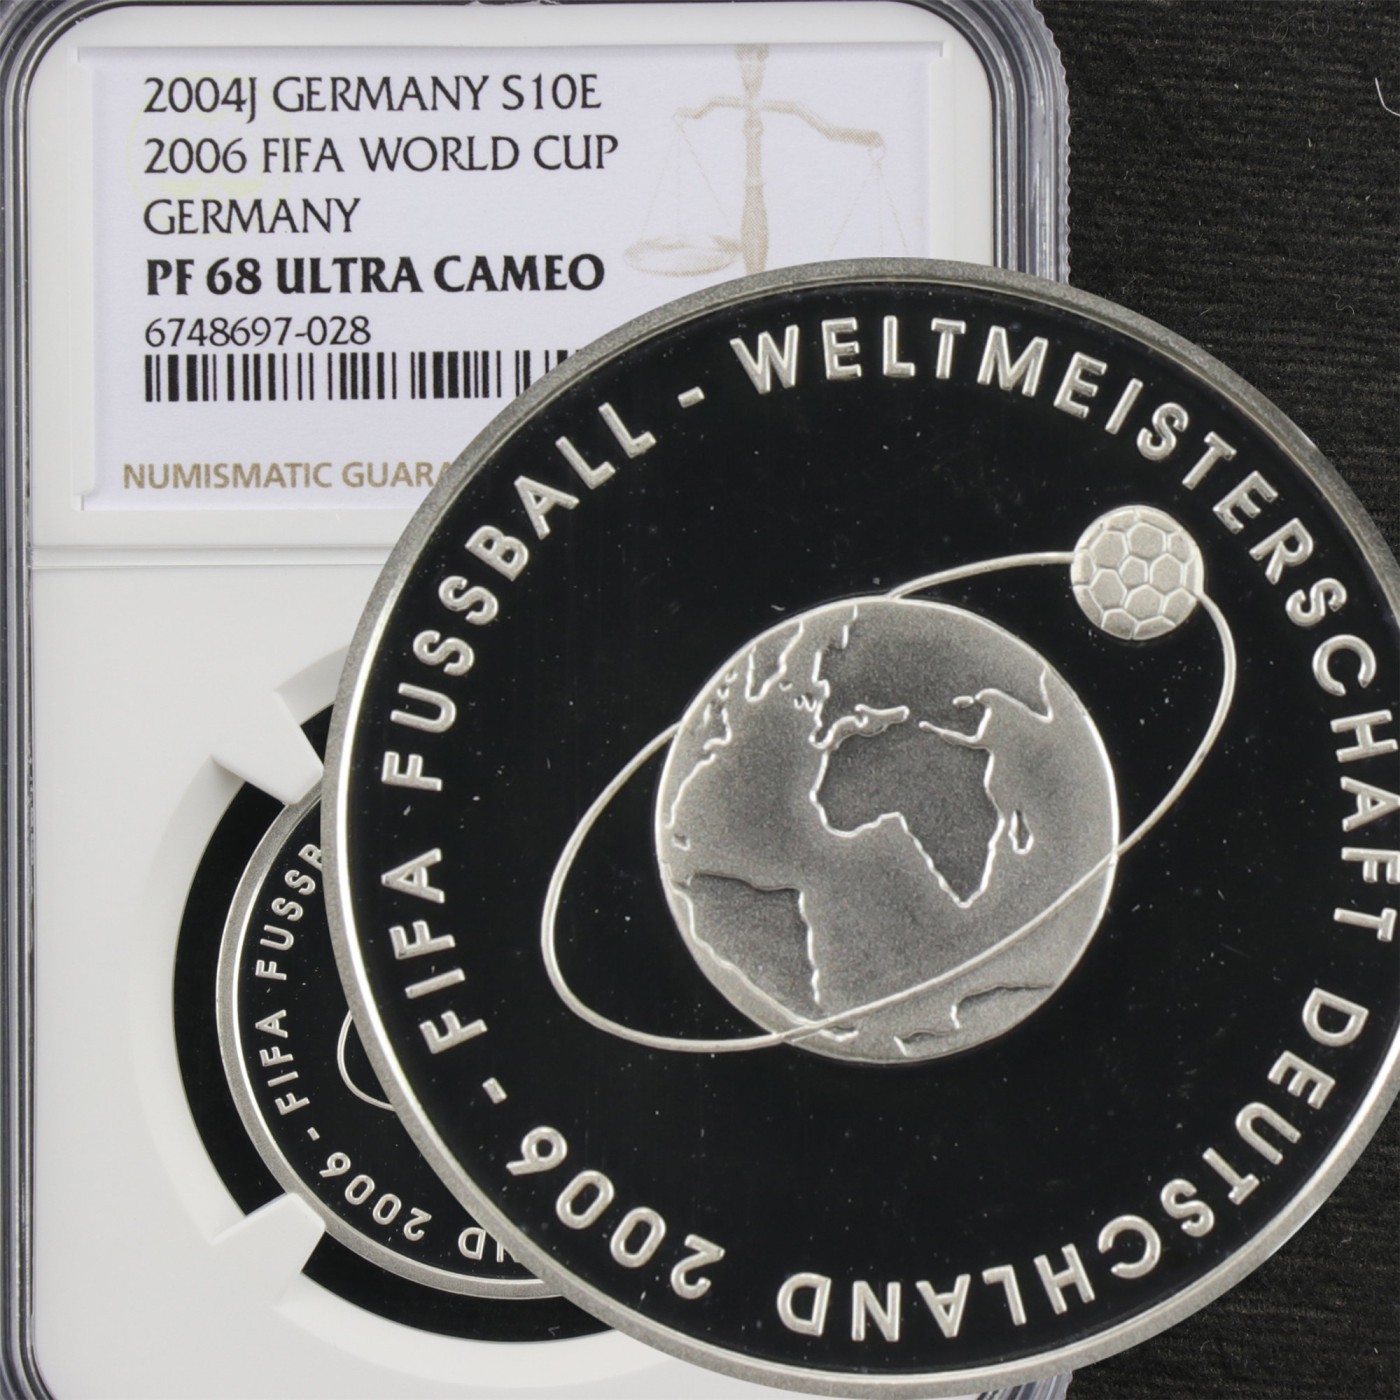 2004J GERMANY S10E
2006 FIFA WORLD CUP
GERMANY
PF 68 ULTRA CAMEO
6748697-028
NUMISMATIC GUARA
FIFA FUSSBALL - WELTMEISTERSCHAFT DEUTSCHLAND 2006 -
FIFA FUSSB
ND 2006 -